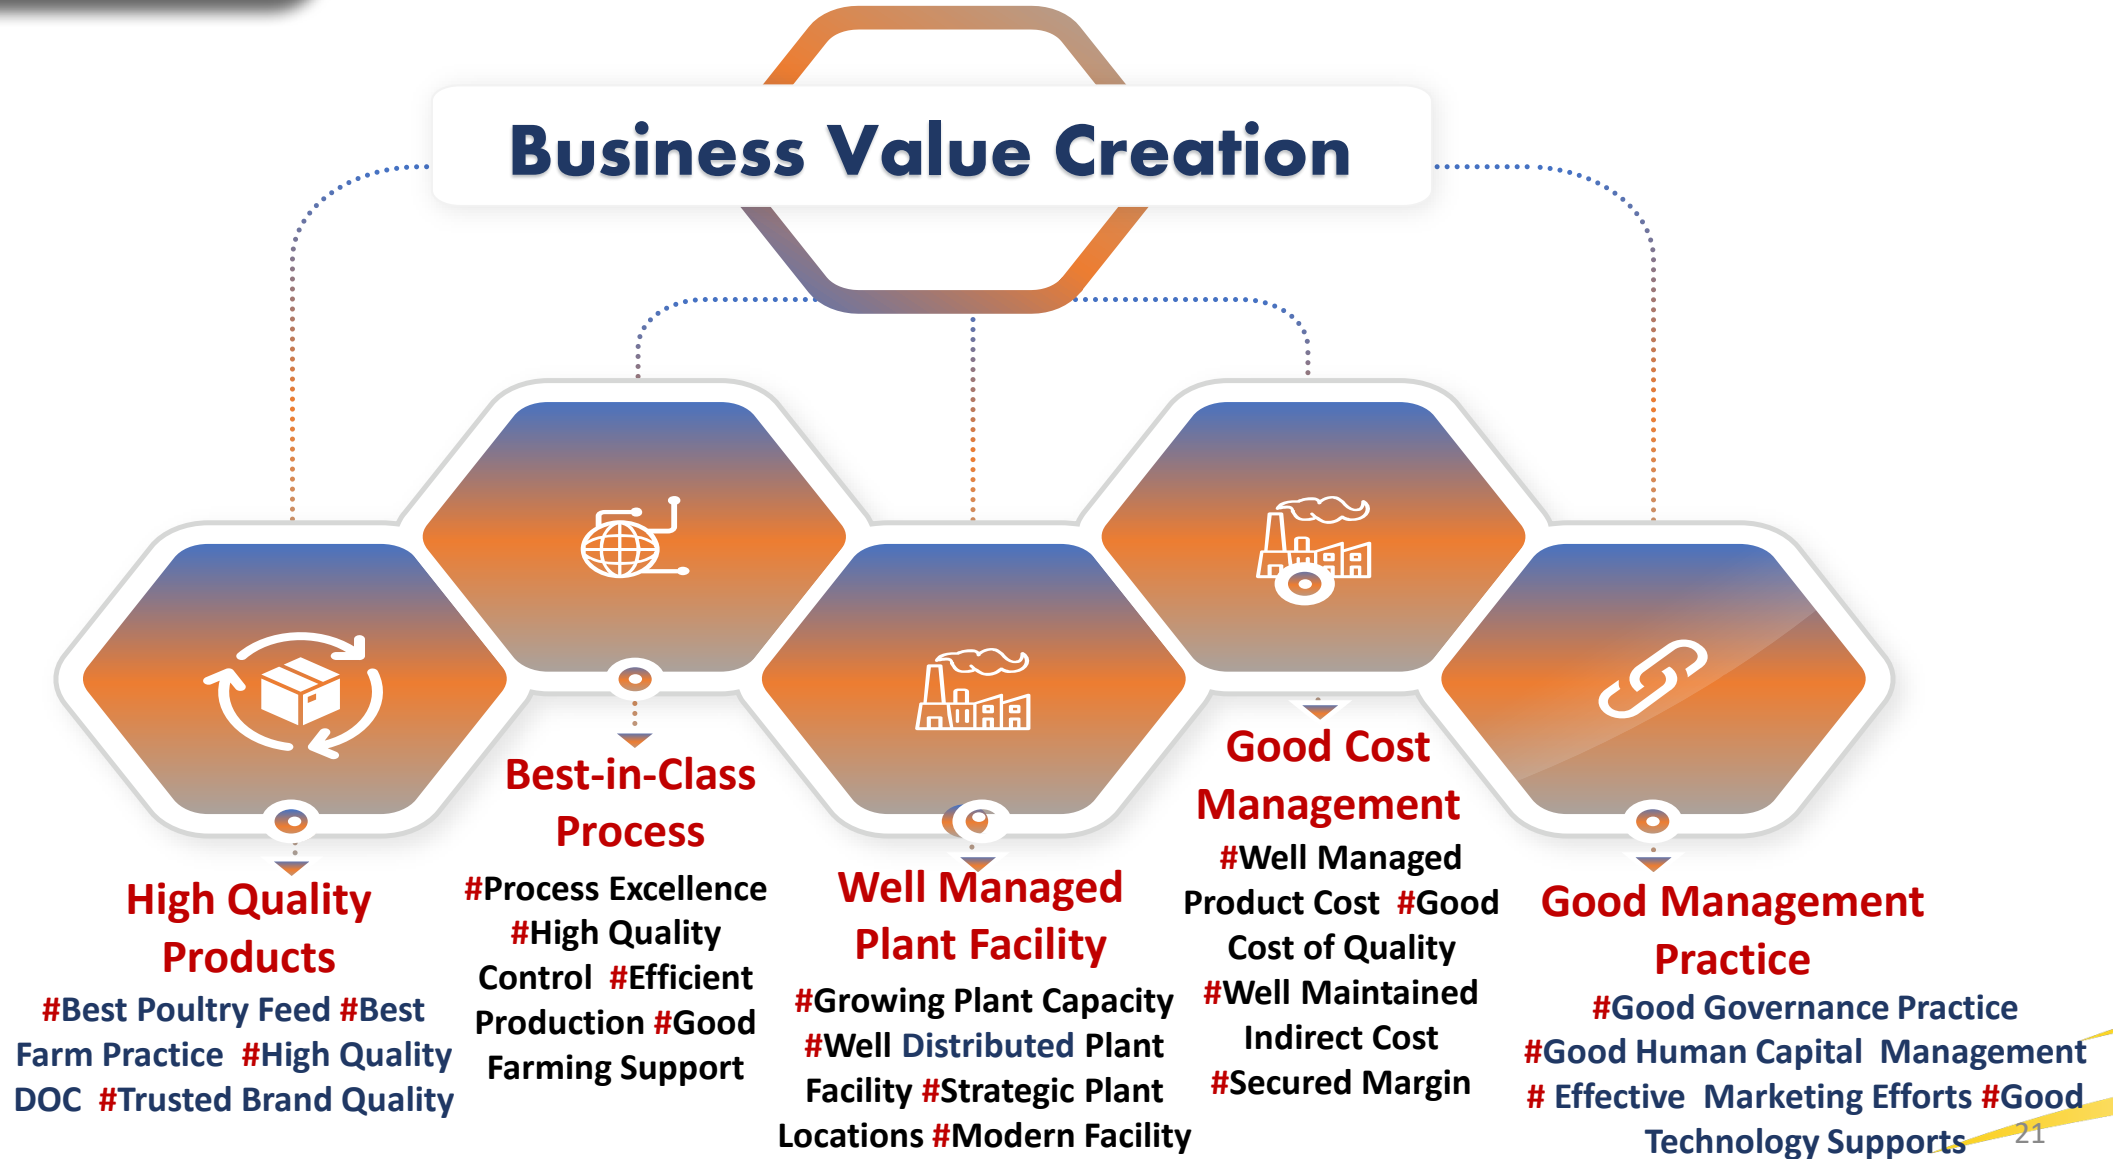 Business Value Creation
High Quality
Products
#Best Poultry Feed #Best
Farm Practice #High Quality
DOC #Trusted Brand Quality
Best-in-Class
Process
#Process Excellence
#High Quality
Control #Efficient
Production #Good
Farming Support
Well Managed
Plant Facility
#Growing Plant Capacity
#Well Distributed Plant
Facility #Strategic Plant
Locations #Modern Facility
Good Cost
Management
#Well Managed
Product Cost #Good
Cost of Quality
#Well Maintained
Indirect Cost
#Secured Margin
Good Management
Practice
#Good Governance Practice
#Good Human Capital Management
# Effective Marketing Efforts #Good
Technology Supports
21